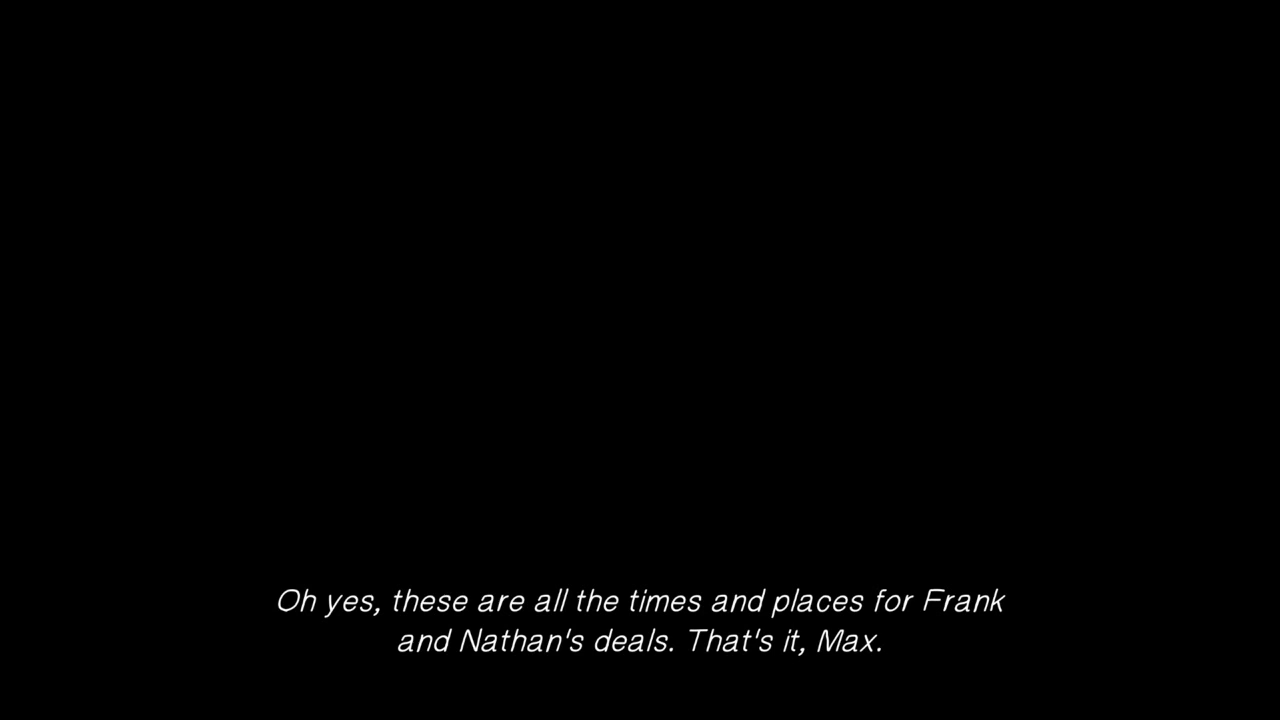 Oh yes, these are all the times and places for Frank
and Nathan's deals. That's it, Max.